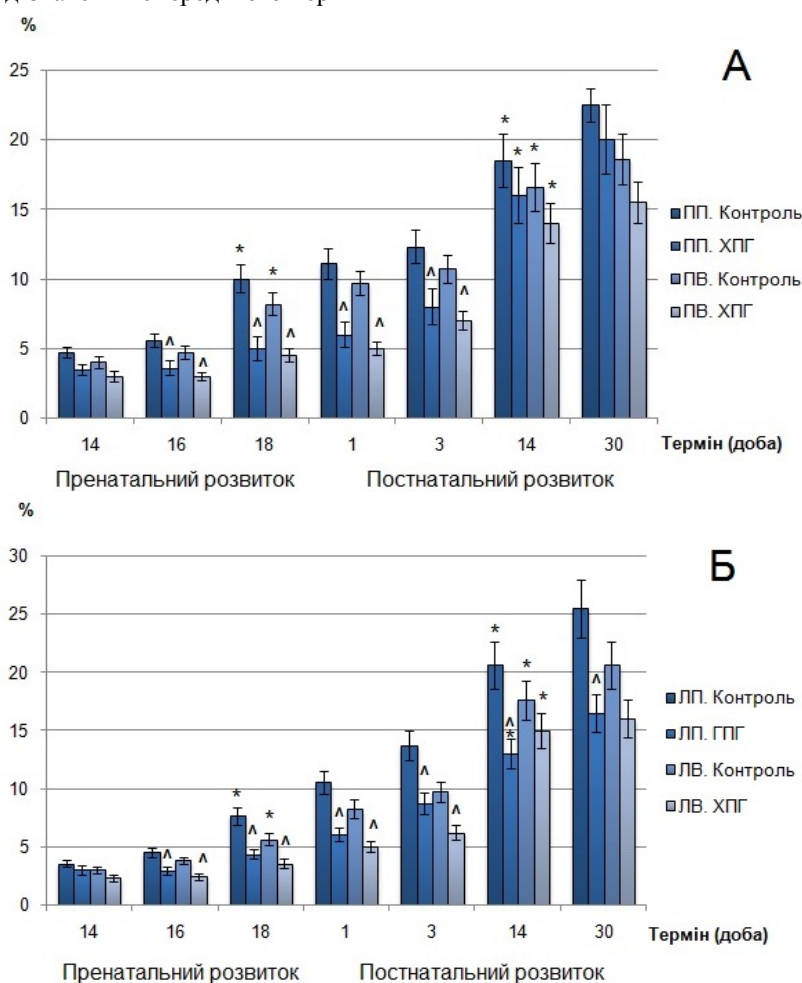 %
А
25
20
15
10
5
0
* * * * * *
^ ^ ^ ^ ^ ^ ^ ^
14 16 18 1 3 14 30 Термін (доба)
Пренатальний розвиток Постнатальний розвиток
ПП. Контроль
ПП. ХПГ
ПВ. Контроль
ПВ. ХПГ
%
Б
30
25
20
15
10
5
0
* * * * * *
^ ^ ^ ^ ^ ^ ^ ^ ^ ^
14 16 18 1 3 14 30 Термін (доба)
Пренатальний розвиток Постнатальний розвиток
ЛП. Контроль
ЛП. ГПГ
ЛВ. Контроль
ЛВ. ХПГ